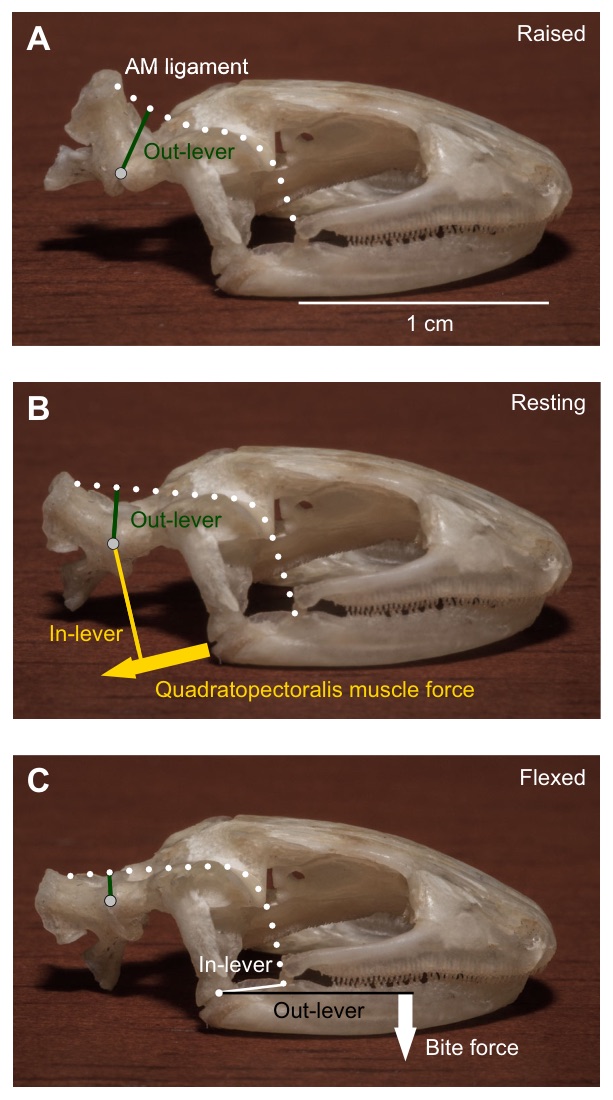 A
Raised
AM ligament
Out-lever
1 cm
B
Resting
Out-lever
In-lever
Quadratopectoralis muscle force
C
Flexed
In-lever
Out-lever
Bite force